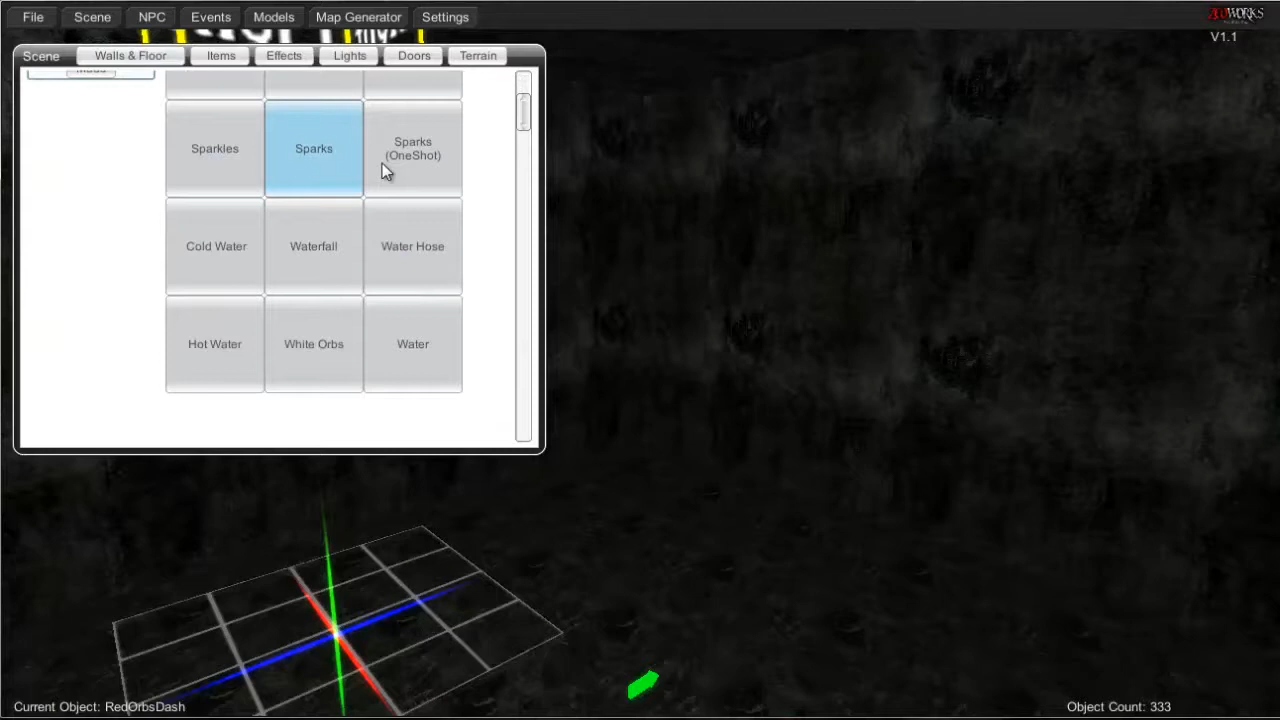 File Scene NPC Events Models Map Generator Settings
V1.1
Scene Walls & Floor Items Effects Lights Doors Terrain
Sparkles Sparks Sparks
(OneShot)
Cold Water Waterfall Water Hose
Hot Water White Orbs Water
Current Object: RedOrbsDash Object Count: 333